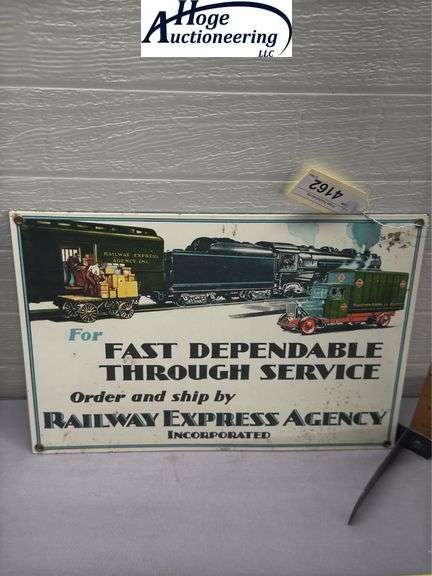 Hoge
Auctioneering
LLC
4162
RAILWAY EXPRESS
AGENCY INC.
For
FAST DEPENDABLE
THROUGH SERVICE
Order and ship by
RAILWAY EXPRESS AGENCY
INCORPORATED